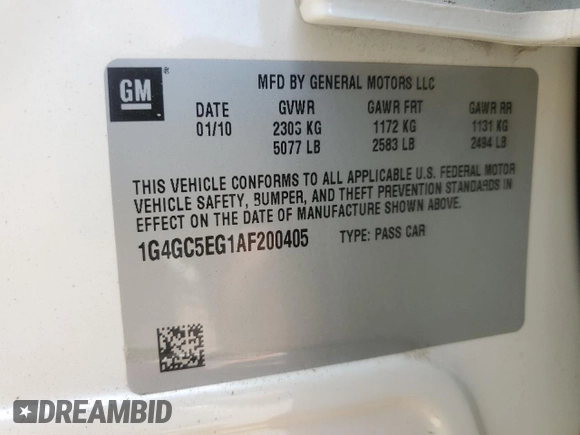 GM ®
MFD BY GENERAL MOTORS LLC
DATE GVWR GAWR FRT GAWR RR
01/10 2303 KG 1172 KG 1131 KG
5077 LB 2583 LB 2494 LB
THIS VEHICLE CONFORMS TO ALL APPLICABLE U.S. FEDERAL MOTOR
VEHICLE SAFETY, BUMPER, AND THEFT PREVENTION STANDARDS IN
EFFECT ON THE DATE OF MANUFACTURE SHOWN ABOVE.
1G4GC5EG1AF200405 TYPE: PASS CAR
DREAMBID